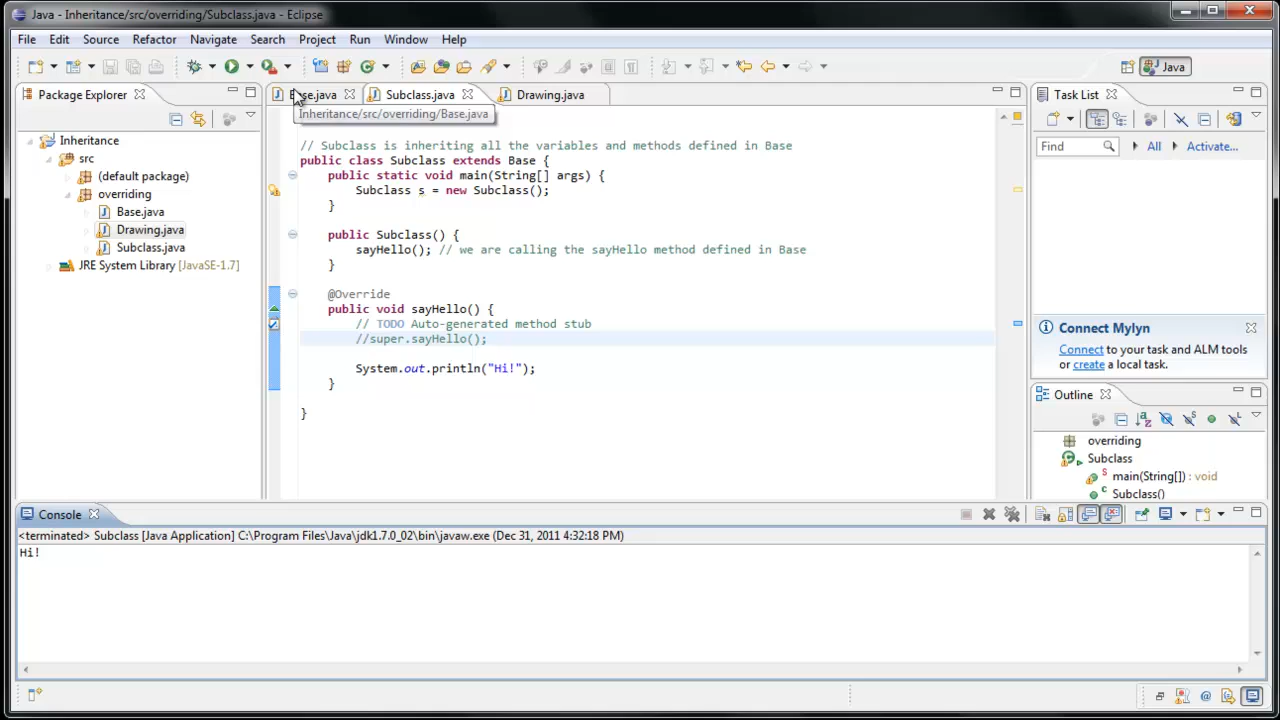 Java - Inheritance/src/overriding/Subclass.java - Eclipse
File Edit Source Refactor Navigate Search Project Run Window Help
Java
Package Explorer
Inheritance
src
(default package)
overriding
Base.java
Drawing.java
Subclass.java
JRE System Library [JavaSE-1.7]
Subclass.java Drawing.java
Inheritance/src/overriding/Base.java
// Subclass is inheriting all the variables and methods defined in Base
public class Subclass extends Base {
public static void main(String[] args) {
Subclass s = new Subclass();
}
public Subclass() {
sayHello(); // we are calling the sayHello method defined in Base
}
@Override
public void sayHello() {
// TODO Auto-generated method stub
//super.sayHello();
System.out.println("Hi!");
}
}
Task List
Find All Activate...
Connect Mylyn
Connect to your task and ALM tools
or create a local task.
Outline
overriding
Subclass
main(String[]) : void
Subclass()
Console
<terminated> Subclass [Java Application] C:\Program Files\Java\jdk1.7.0_02\bin\javaw.exe (Dec 31, 2011 4:32:18 PM)
Hi!